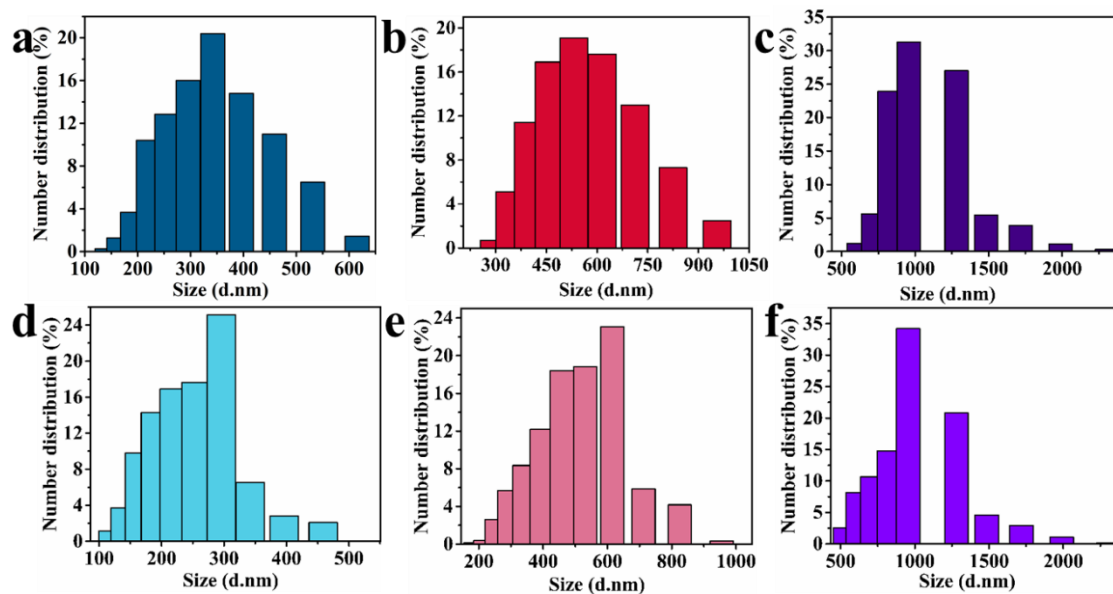 a
Number distribution (%)
20
16
12
8
4
0
100 200 300 400 500 600
Size (d.nm)
b
Number distribution (%)
18
12
6
0
300 450 600 750 900 1050
Size (d.nm)
c
Number distribution (%)
35
30
25
20
15
10
5
0
500 1000 1500 2000
Size (d.nm)
d
Number distribution (%)
24
20
16
12
8
4
0
100 200 300 400 500
Size (d.nm)
e
Number distribution (%)
24
20
16
12
8
4
0
200 400 600 800 1000
Size (d.nm)
f
Number distribution (%)
35
30
25
20
15
10
5
0
500 1000 1500 2000
Size (d.nm)